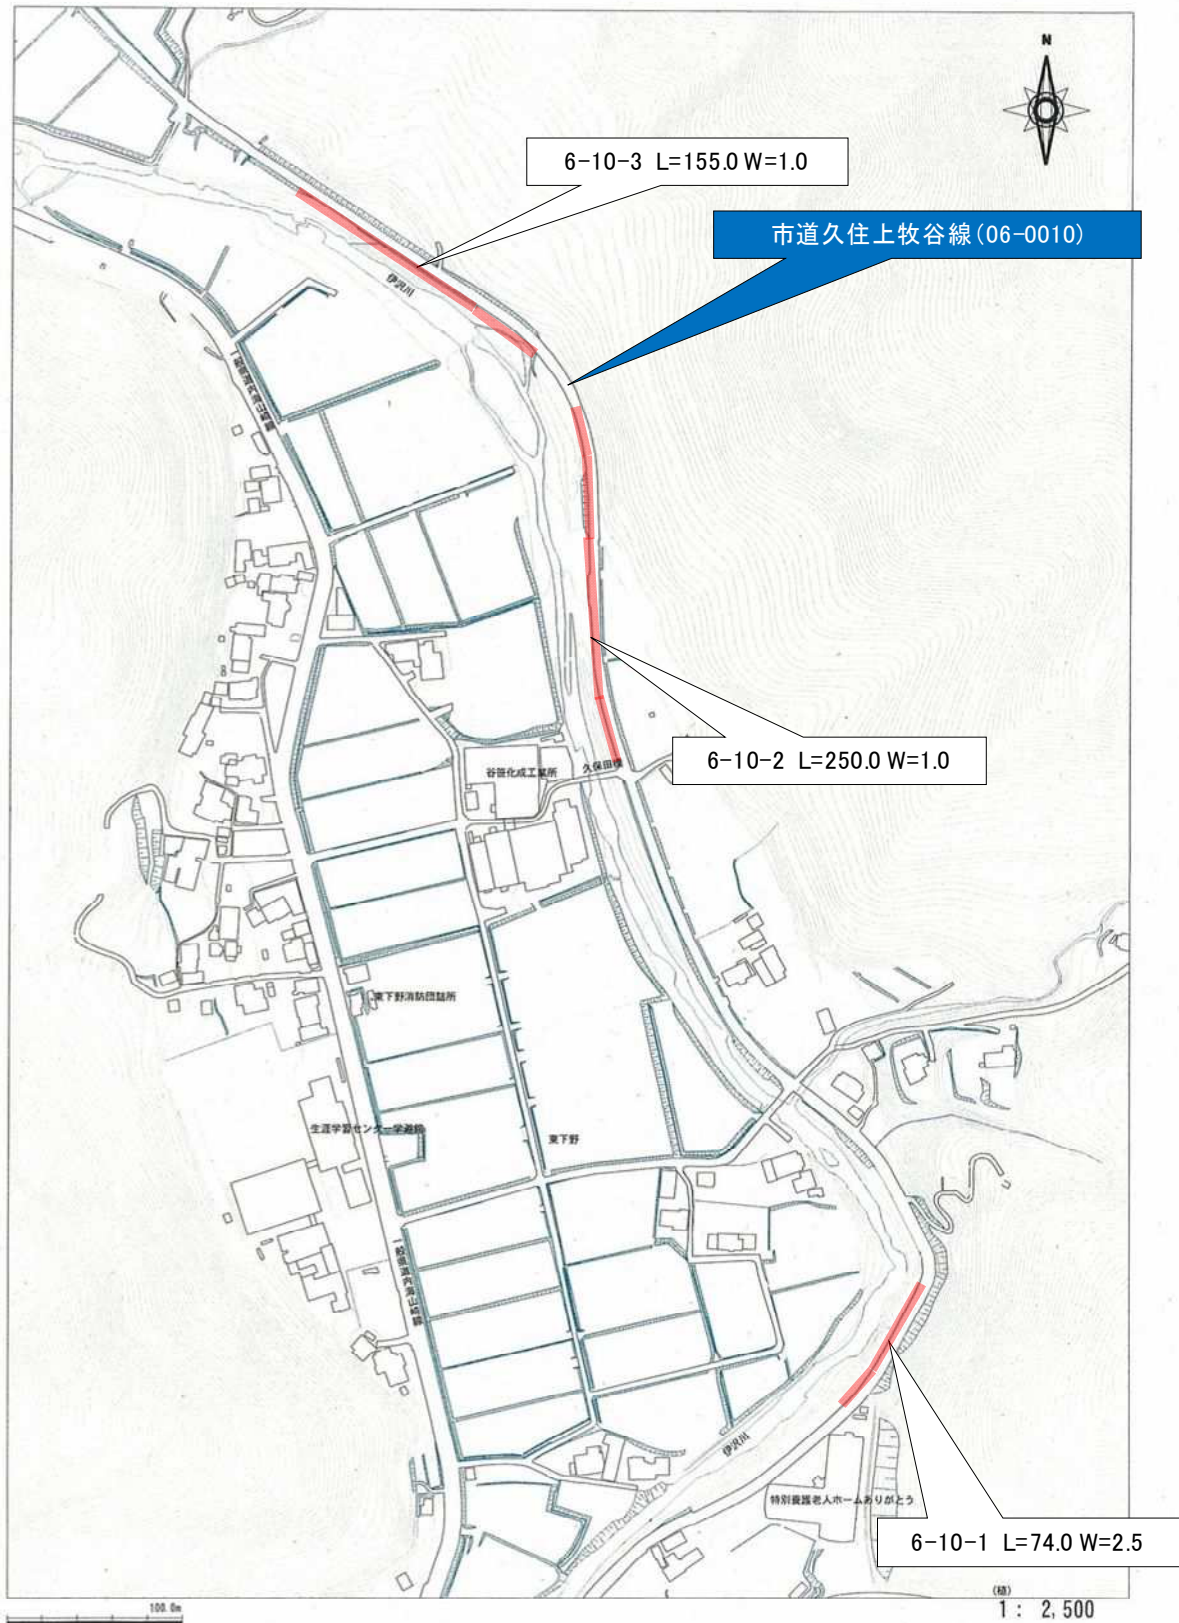 N
6-10-3 L=155.0 W=1.0
市道久住上牧谷線(06-0010)
伊沢川
6-10-2 L=250.0 W=1.0
谷笹化成工業所
久保田橋
東下野消防団詰所
生涯学習センター学遊館
東下野
伊沢川
特別養護老人ホームありがとう
6-10-1 L=74.0 W=2.5
100.0m
1 : 2,500